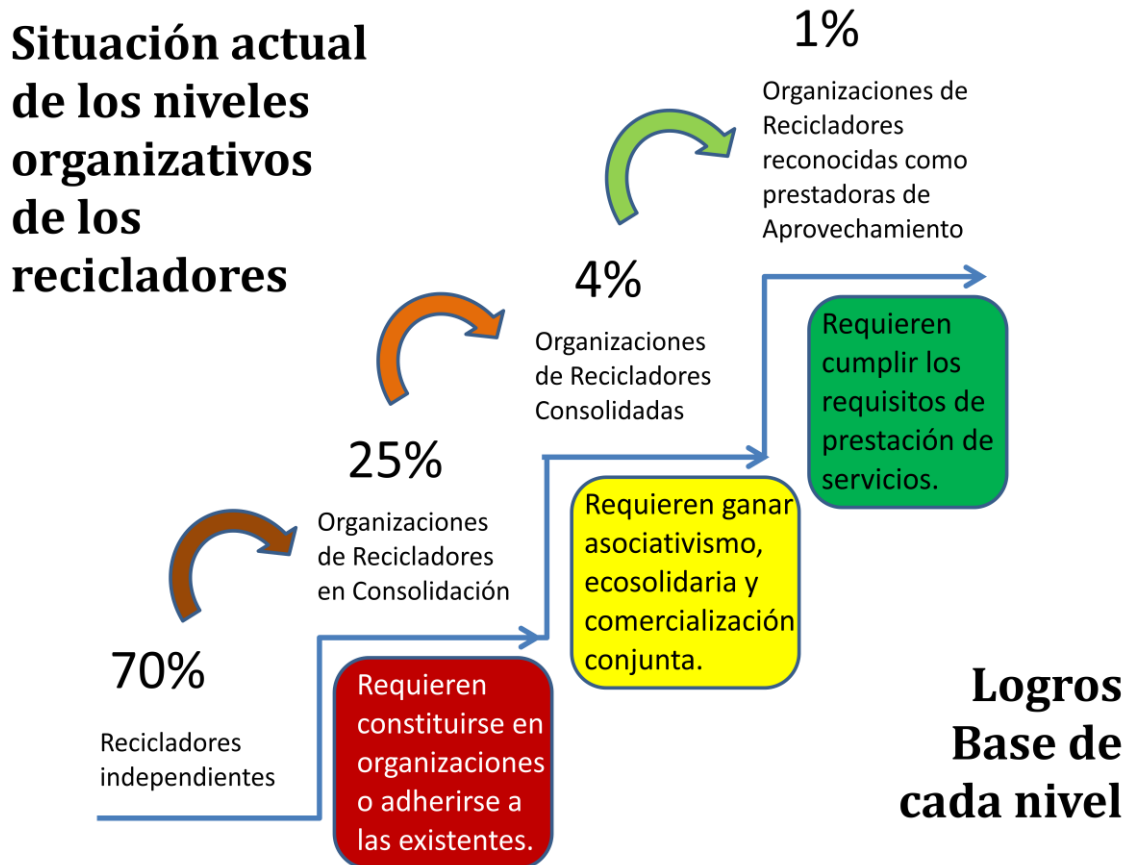 Situación actual
de los niveles
organizativos
de los
recicladores
1%
Organizaciones de
Recicladores
reconocidas como
prestadoras de
Aprovechamiento
4%
Organizaciones
de Recicladores
Consolidadas
Requieren
cumplir los
requisitos de
prestación de
servicios.
25%
Organizaciones
de Recicladores
en Consolidación
Requieren ganar
asociativismo,
ecosolidaria y
comercialización
conjunta.
70%
Recicladores
independientes
Requieren
constituirse en
organizaciones
o adherirse a
las existentes.
Logros
Base de
cada nivel